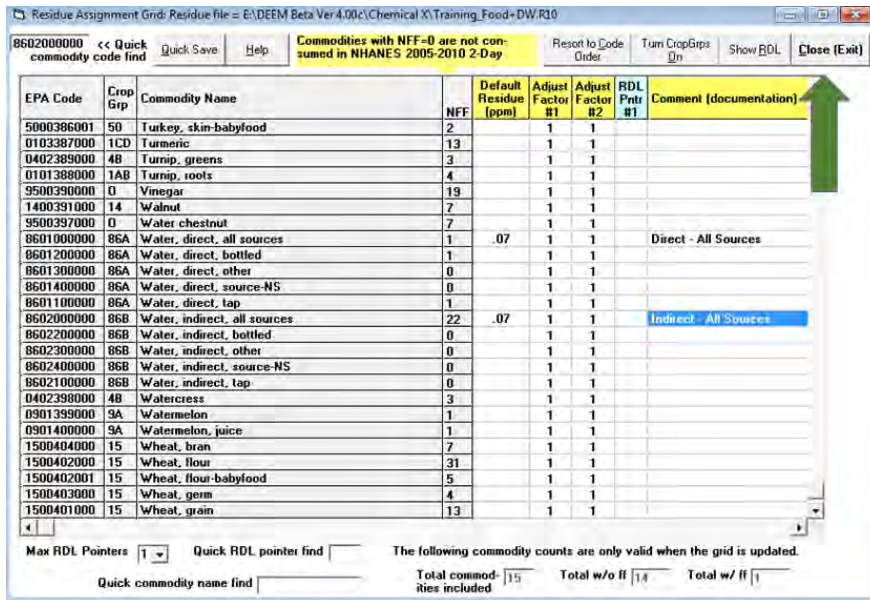 Residue Assignment Grid: Residue file = E:\DEEM Beta Ver 4.00c\Chemical X\Training_Food+DW.R10
8602000000 << Quick commodity code find Quick Save Help Commodities with NFF=0 are not con-sumed in NHANES 2005-2010 2-Day Resort to Code Order Turn CropGrps On Show RDL Close (Exit)
EPA Code Crop Grp Commodity Name NFF Default Residue (ppm) Adjust Factor #1 Adjust Factor #2 RDL Pntr #1 Comment (documentation)
5000386001 50 Turkey, skin-babyfood 2 1 1
0103387000 1CD Turmeric 13 1 1
0402389000 4B Turnip, greens 3 1 1
0101388000 1AB Turnip, roots 4 1 1
9500390000 O Vinegar 19 1 1
1400391000 14 Walnut 7 1 1
9500397000 O Water chestnut 7 1 1
8601000000 86A Water, direct, all sources 1 .07 1 1 Direct - All Sources
8601200000 86A Water, direct, bottled 1 1 1
8601300000 86A Water, direct, other 0 1 1
8601400000 86A Water, direct, source-NS 0 1 1
8601100000 86A Water, direct, tap 1 1 1
8602000000 86B Water, indirect, all sources 22 .07 1 1 Indirect - All Sources
8602200000 86B Water, indirect, bottled 0 1 1
8602300000 86B Water, indirect, other 0 1 1
8602400000 86B Water, indirect, source-NS 0 1 1
8602100000 86B Water, indirect, tap 0 1 1
0402398000 4B Watercress 3 1 1
0901399000 9A Watermelon 1 1 1
0901400000 9A Watermelon, juice 1 1 1
1500404000 15 Wheat, bran 7 1 1
1500402000 15 Wheat, flour 31 1 1
1500402001 15 Wheat, flour-babyfood 5 1 1
1500403000 15 Wheat, germ 4 1 1
1500401000 15 Wheat, grain 13 1 1
Max RDL Pointers 1 Quick RDL pointer find The following commodity counts are only valid when the grid is updated.
Quick commodity name find Total commod-ities included 15 Total w/o ff 14 Total w/ ff 1